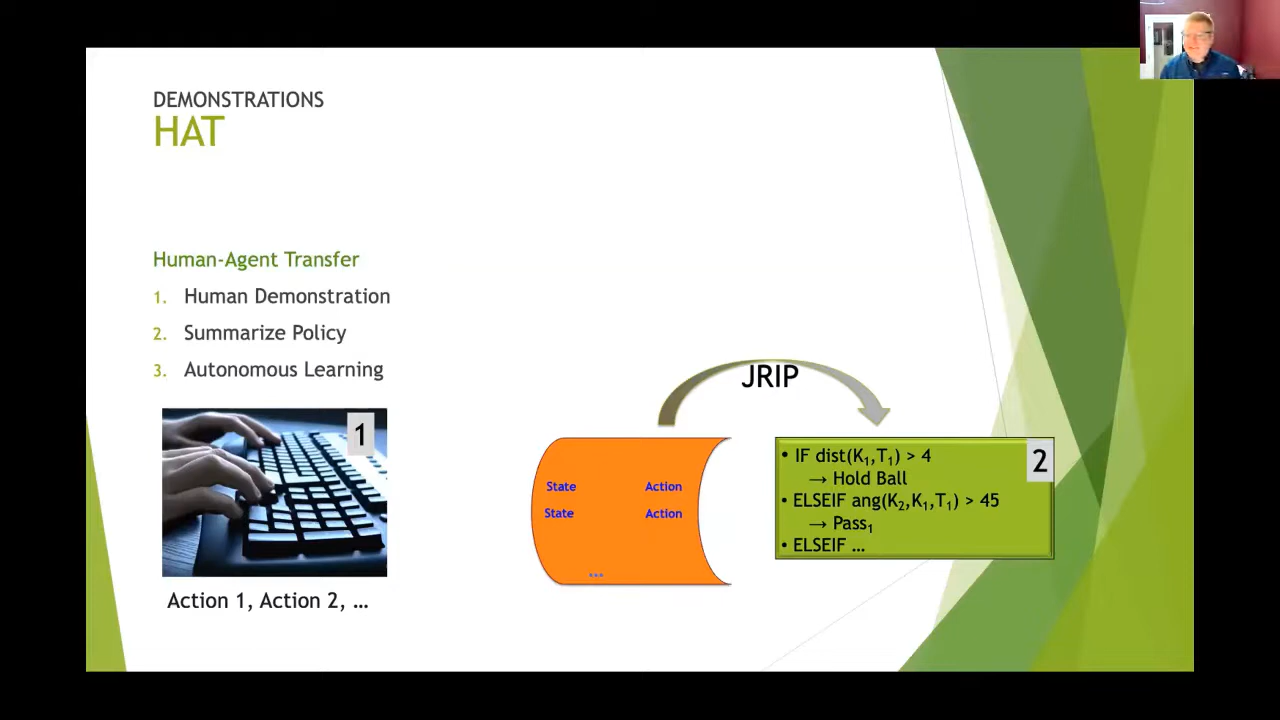 DEMONSTRATIONS
HAT
Human-Agent Transfer
1. Human Demonstration
2. Summarize Policy
3. Autonomous Learning
1
Action 1, Action 2, ...
JRIP
State Action
State Action
...
2
• IF dist(K₁,T₁) > 4
→ Hold Ball
• ELSEIF ang(K₂,K₁,T₁) > 45
→ Pass₁
• ELSEIF ...